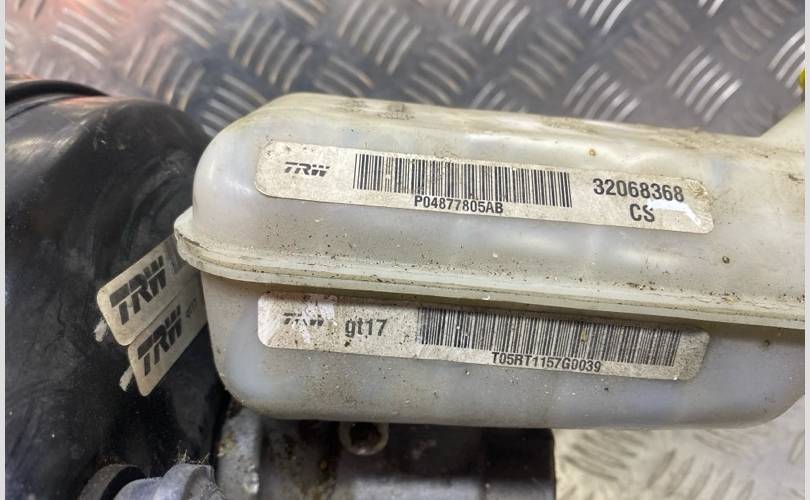 TRW
P04877805AB
32068368
CS
TRW
gt17
T05RT1157G0039
TRW
TRW